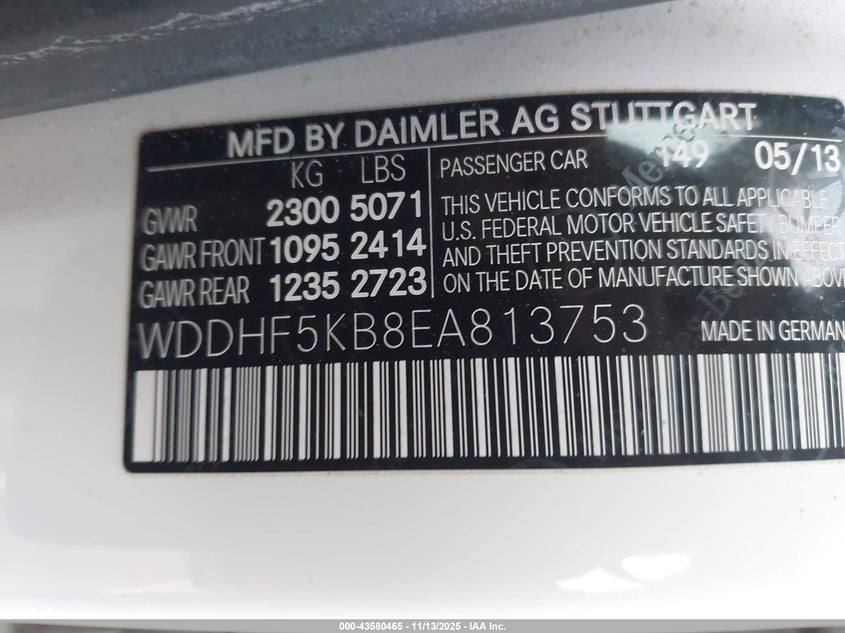 MFD BY DAIMLER AG STUTTGART
KG LBS
GVWR 2300 5071
GAWR FRONT 1095 2414
GAWR REAR 1235 2723
PASSENGER CAR 149 05/13
THIS VEHICLE CONFORMS TO ALL APPLICABLE
U.S. FEDERAL MOTOR VEHICLE SAFETY BUMPER
AND THEFT PREVENTION STANDARDS IN EFFECT
ON THE DATE OF MANUFACTURE SHOWN ABOVE
WDDHF5KB8EA813753 MADE IN GERMAN
000-43580465 - 11/13/2025 - IAA Inc.